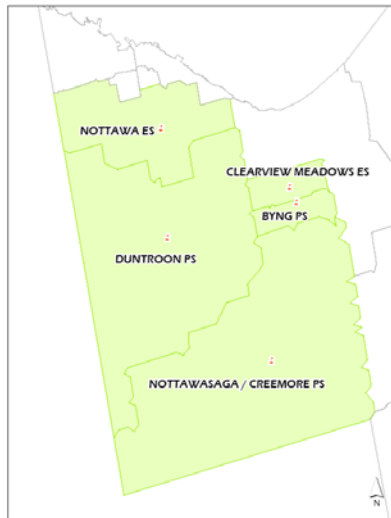 NOTTAWA ES
CLEARVIEW MEADOWS ES
BYNG PS
DUNTROON PS
NOTTAWASAGA / CREEMORE PS
N